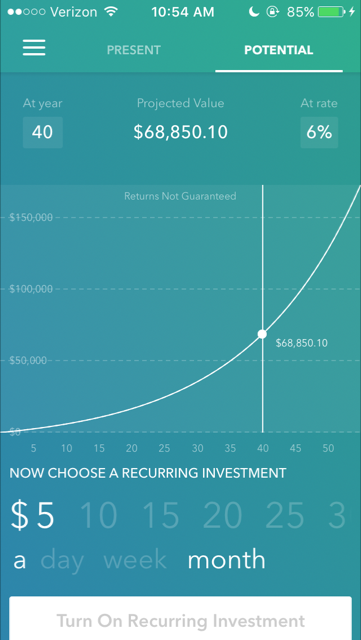 Verizon 10:54 AM 85%
PRESENT POTENTIAL
At year Projected Value At rate
40 $68,850.10 6%
Returns Not Guaranteed
$150,000
$100,000
$68,850.10
$50,000
$0
5 10 15 20 25 30 35 40 45 50
NOW CHOOSE A RECURRING INVESTMENT
$5 10 15 20 25 3
a day week month
Turn On Recurring Investment